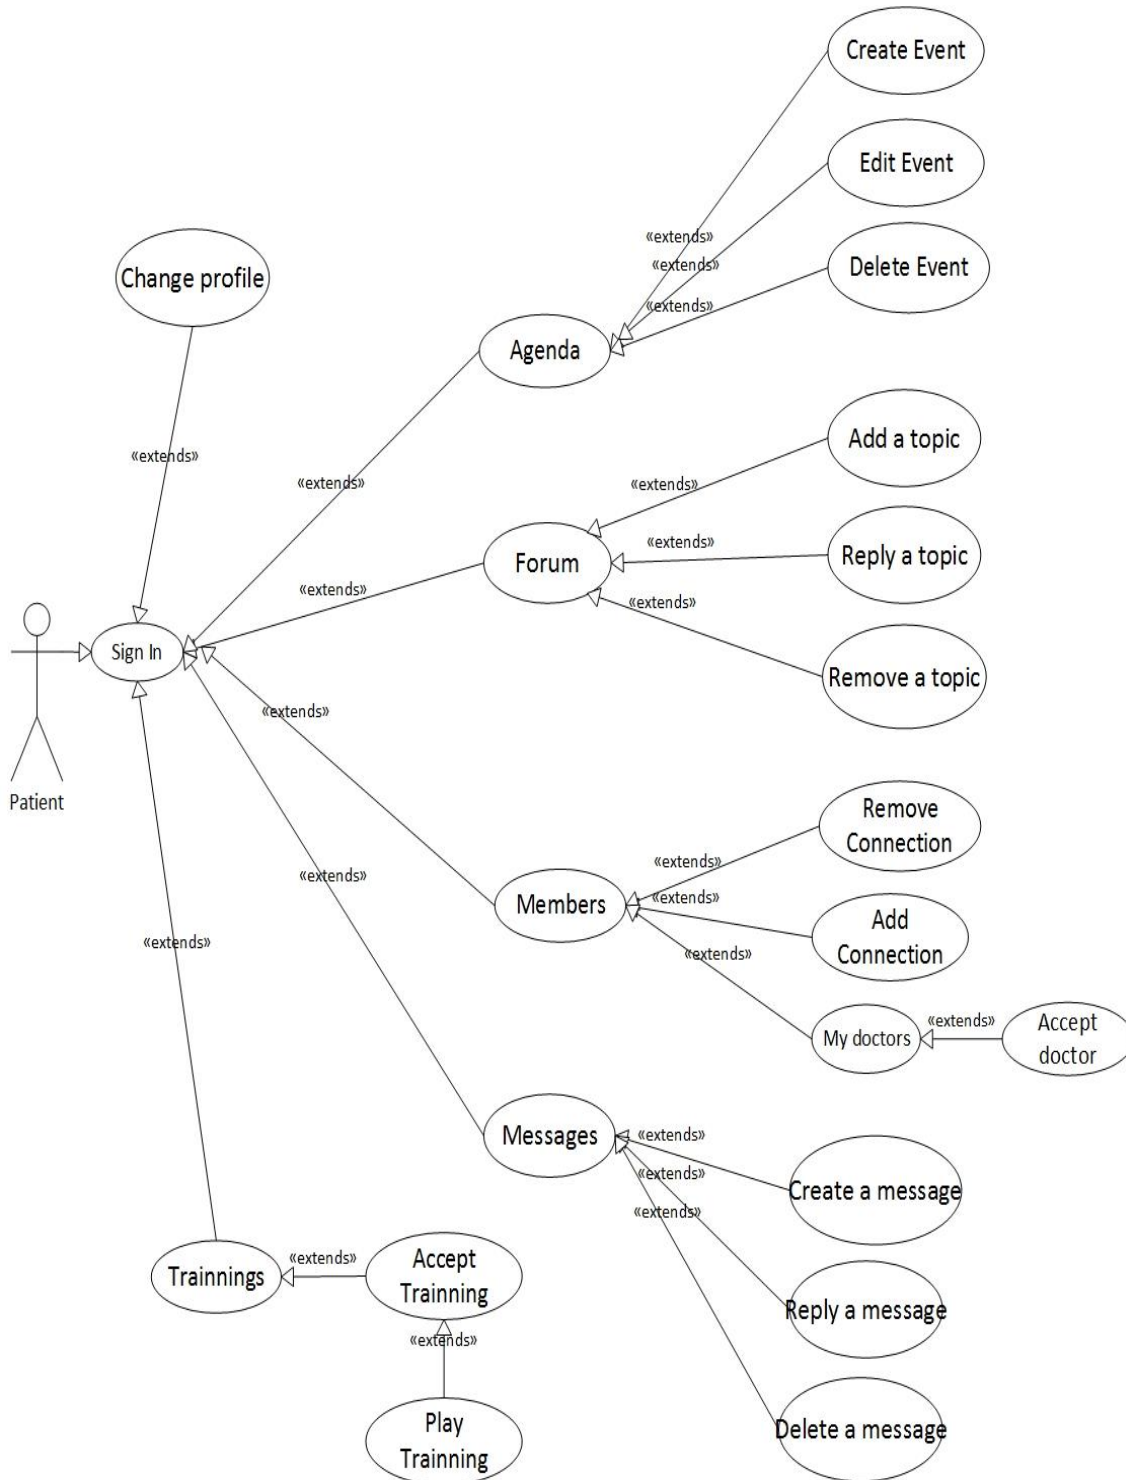 Create Event
Edit Event
«extends»
«extends»
Delete Event
«extends»
Change profile
Agenda
«extends»
«extends»
Add a topic
«extends»
Forum
«extends»
Reply a topic
«extends»
«extends»
Remove a topic
Sign In
«extends»
Patient
Remove
Connection
«extends»
«extends»
Members
«extends»
Add
Connection
«extends»
«extends»
My doctors
«extends»
Accept
doctor
Messages
«extends»
«extends»
«extends»
Create a message
Trainnings
«extends»
Accept
Trainning
Reply a message
«extends»
Play
Trainning
Delete a message